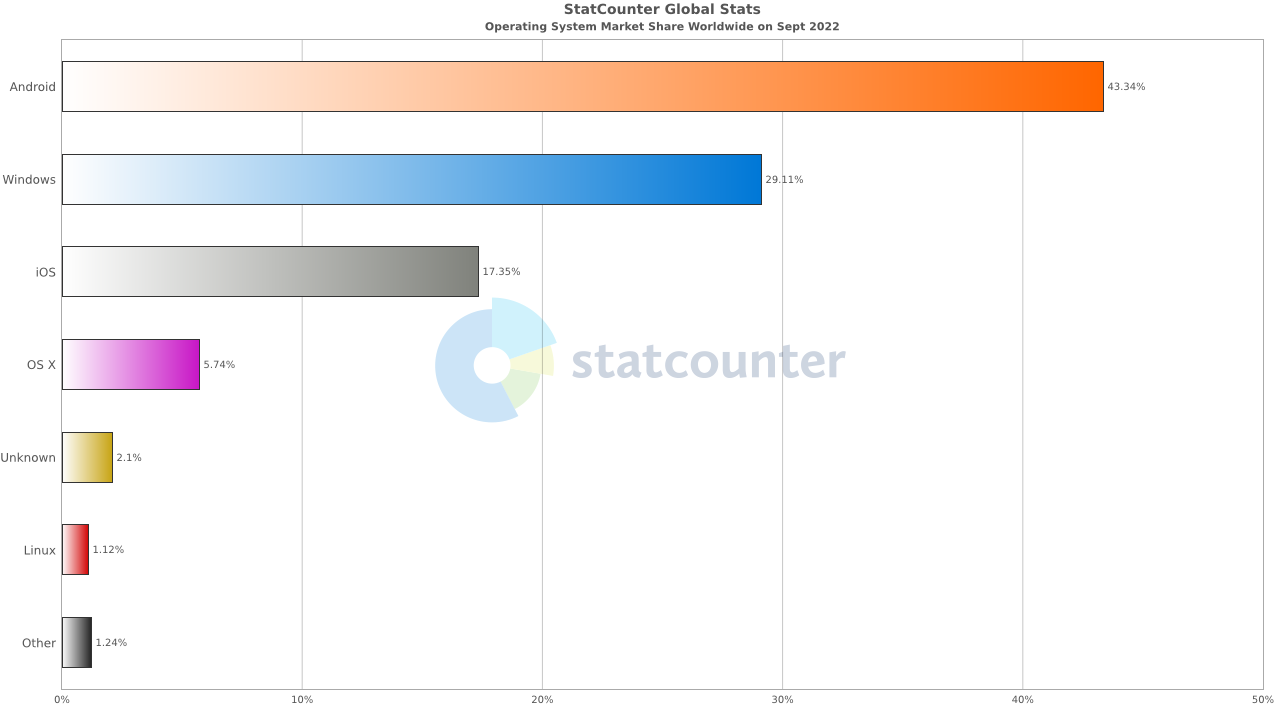 StatCounter Global Stats
Operating System Market Share Worldwide on Sept 2022
Android 43.34%
Windows 29.11%
iOS 17.35%
statcounter
OS X 5.74%
Unknown 2.1%
Linux 1.12%
Other 1.24%
0% 10% 20% 30% 40% 50%